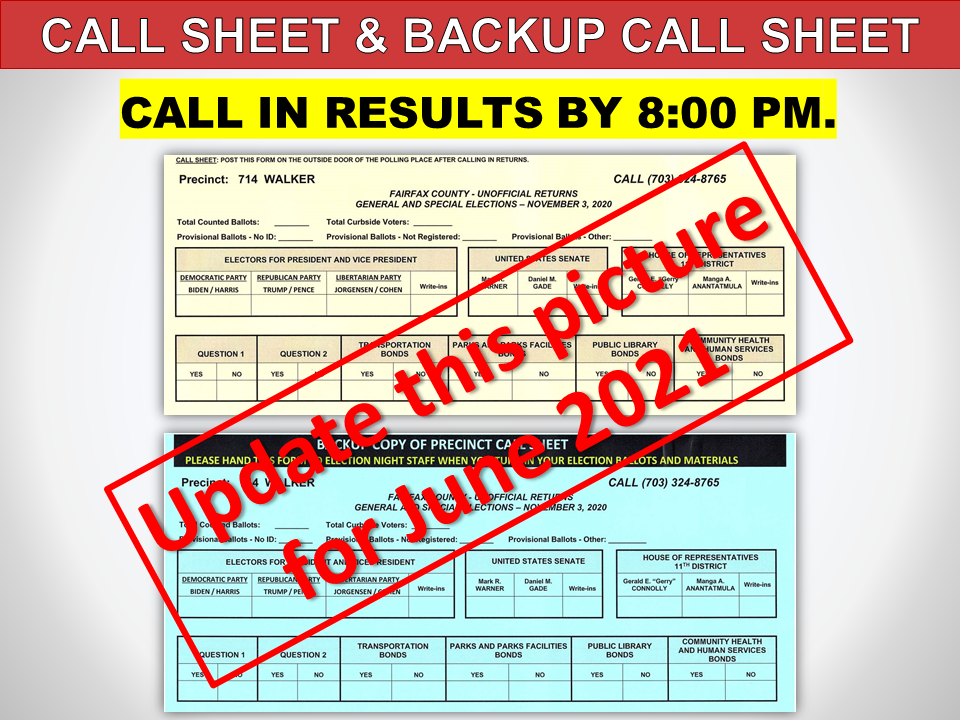 CALL SHEET & BACKUP CALL SHEET
CALL IN RESULTS BY 8:00 PM.
CALL SHEET: POST THIS FORM ON THE OUTSIDE DOOR OF THE POLLING PLACE AFTER CALLING IN RETURNS.
Precinct: 714 WALKER CALL (703) 324-8765
FAIRFAX COUNTY - UNOFFICIAL RETURNS
GENERAL AND SPECIAL ELECTIONS – NOVEMBER 3, 2020
Total Counted Ballots: _______ Total Curbside Voters: ________
Provisional Ballots - No ID: _______ Provisional Ballots - Not Registered: _______ Provisional Ballots - Other: ________
ELECTORS FOR PRESIDENT AND VICE PRESIDENT UNITED STATES SENATE HOUSE OF REPRESENTATIVES
11TH DISTRICT
DEMOCRATIC PARTY REPUBLICAN PARTY LIBERTARIAN PARTY
BIDEN / HARRIS TRUMP / PENCE JORGENSEN / COHEN Write-ins
Mark R. WARNER Daniel M. GADE Write-ins
Gerald E. "Gerry" CONNOLLY Manga A. ANANTATMULA Write-ins
QUESTION 1 QUESTION 2 TRANSPORTATION BONDS PARKS AND PARKS FACILITIES BONDS PUBLIC LIBRARY BONDS COMMUNITY HEALTH AND HUMAN SERVICES BONDS
YES NO YES NO YES NO YES NO YES NO YES NO
Update this picture
for June 2021
BACKUP COPY OF PRECINCT CALL SHEET
PLEASE HAND THIS FORM TO ELECTION NIGHT STAFF WHEN YOU TURN IN YOUR ELECTION BALLOTS AND MATERIALS
Precinct: 714 WALKER CALL (703) 324-8765
FAIRFAX COUNTY - UNOFFICIAL RETURNS
GENERAL AND SPECIAL ELECTIONS – NOVEMBER 3, 2020
Total Counted Ballots: _______ Total Curbside Voters: ________
Provisional Ballots - No ID: _______ Provisional Ballots - Not Registered: _______ Provisional Ballots - Other: ________
ELECTORS FOR PRESIDENT AND VICE PRESIDENT UNITED STATES SENATE HOUSE OF REPRESENTATIVES
11TH DISTRICT
DEMOCRATIC PARTY REPUBLICAN PARTY LIBERTARIAN PARTY
BIDEN / HARRIS TRUMP / PENCE JORGENSEN / COHEN Write-ins
Mark R. WARNER Daniel M. GADE Write-ins
Gerald E. “Gerry” CONNOLLY Manga A. ANANTATMULA Write-ins
QUESTION 1 QUESTION 2 TRANSPORTATION BONDS PARKS AND PARKS FACILITIES BONDS PUBLIC LIBRARY BONDS COMMUNITY HEALTH AND HUMAN SERVICES BONDS
YES NO YES NO YES NO YES NO YES NO YES NO